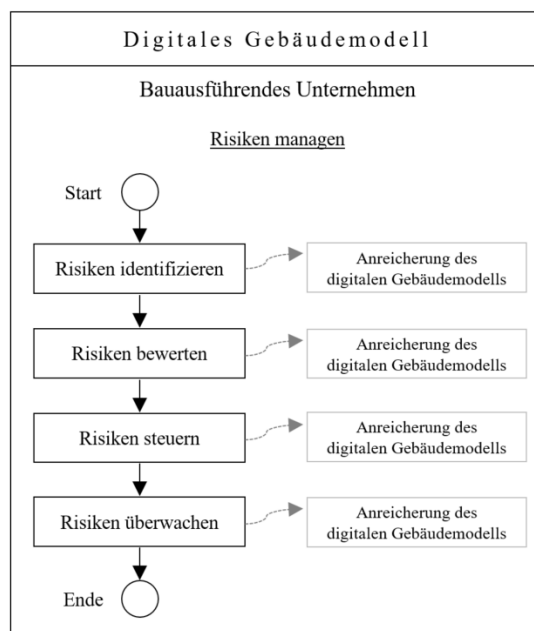 Digitales Gebäudemodell
Bauausführendes Unternehmen
Risiken managen
Start
Risiken identifizieren
Anreicherung des
digitalen Gebäudemodells
Risiken bewerten
Anreicherung des
digitalen Gebäudemodells
Risiken steuern
Anreicherung des
digitalen Gebäudemodells
Risiken überwachen
Anreicherung des
digitalen Gebäudemodells
Ende